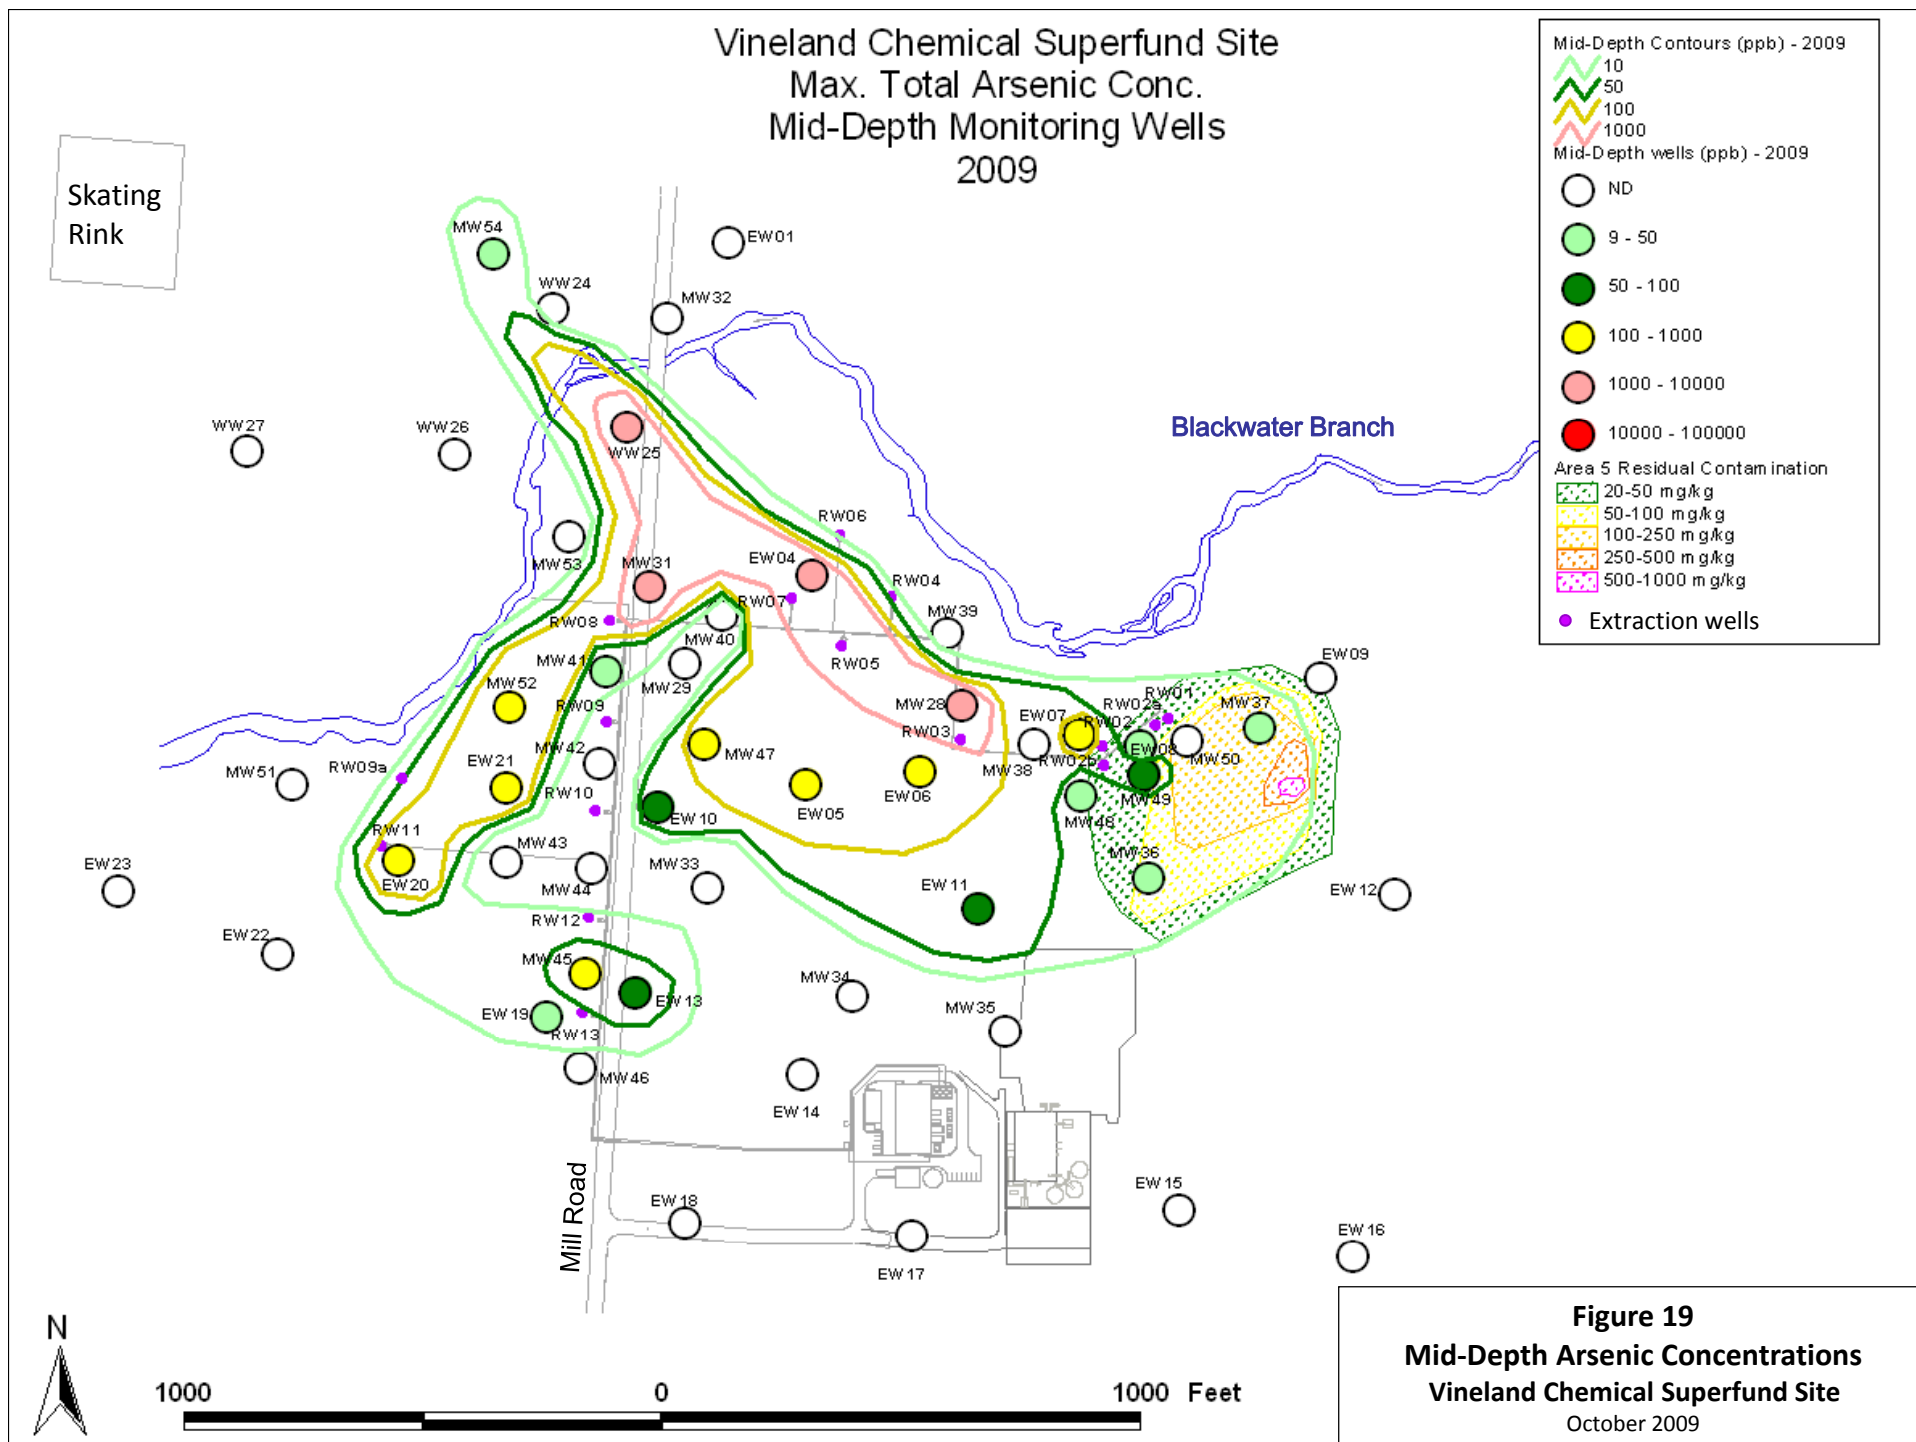 Vineland Chemical Superfund Site
Max. Total Arsenic Conc.
Mid-Depth Monitoring Wells
2009
Mid-Depth Contours (ppb) - 2009
10
50
100
1000
Mid-Depth wells (ppb) - 2009
ND
9 - 50
50 - 100
100 - 1000
1000 - 10000
10000 - 100000
Area 5 Residual Contamination
20-50 mg/kg
50-100 mg/kg
100-250 mg/kg
250-500 mg/kg
500-1000 mg/kg
Extraction wells
Skating
Rink
MW54
EW01
WW24
MW32
WW27
WW26
WW25
Blackwater Branch
RW06
MW53
MW31
EW04
RW04
RW07
RW08
MW40
MW39
RW05
MW41
MW29
EW09
MW52
RW09
MW28
RW03
EW07
RW02a
RW01
RW02
MW37
MW42
MW47
MW38
EW08
MW50
RW02b
MW51
RW09a
EW21
RW10
EW10
EW05
EW06
MW49
MW48
RW11
EW20
MW43
MW44
MW33
MW36
EW23
EW11
EW12
RW12
EW22
MW45
EW13
MW34
EW19
RW13
MW35
MW46
EW14
Mill Road
EW18
EW17
EW15
EW16
N
1000
0
1000 Feet
Figure 19
Mid-Depth Arsenic Concentrations
Vineland Chemical Superfund Site
October 2009